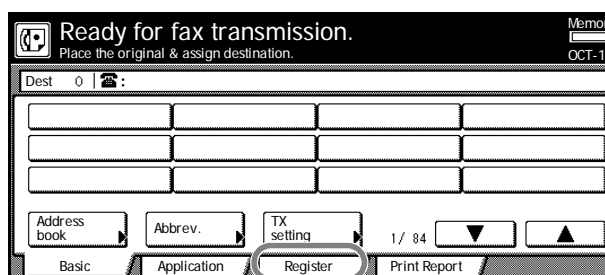 Ready for fax transmission.
Place the original & assign destination.
OCT-1
Dest 0 ☎:
Address book
Abbrev.
TX setting
1/ 84
Basic
Application
Register
Print Report